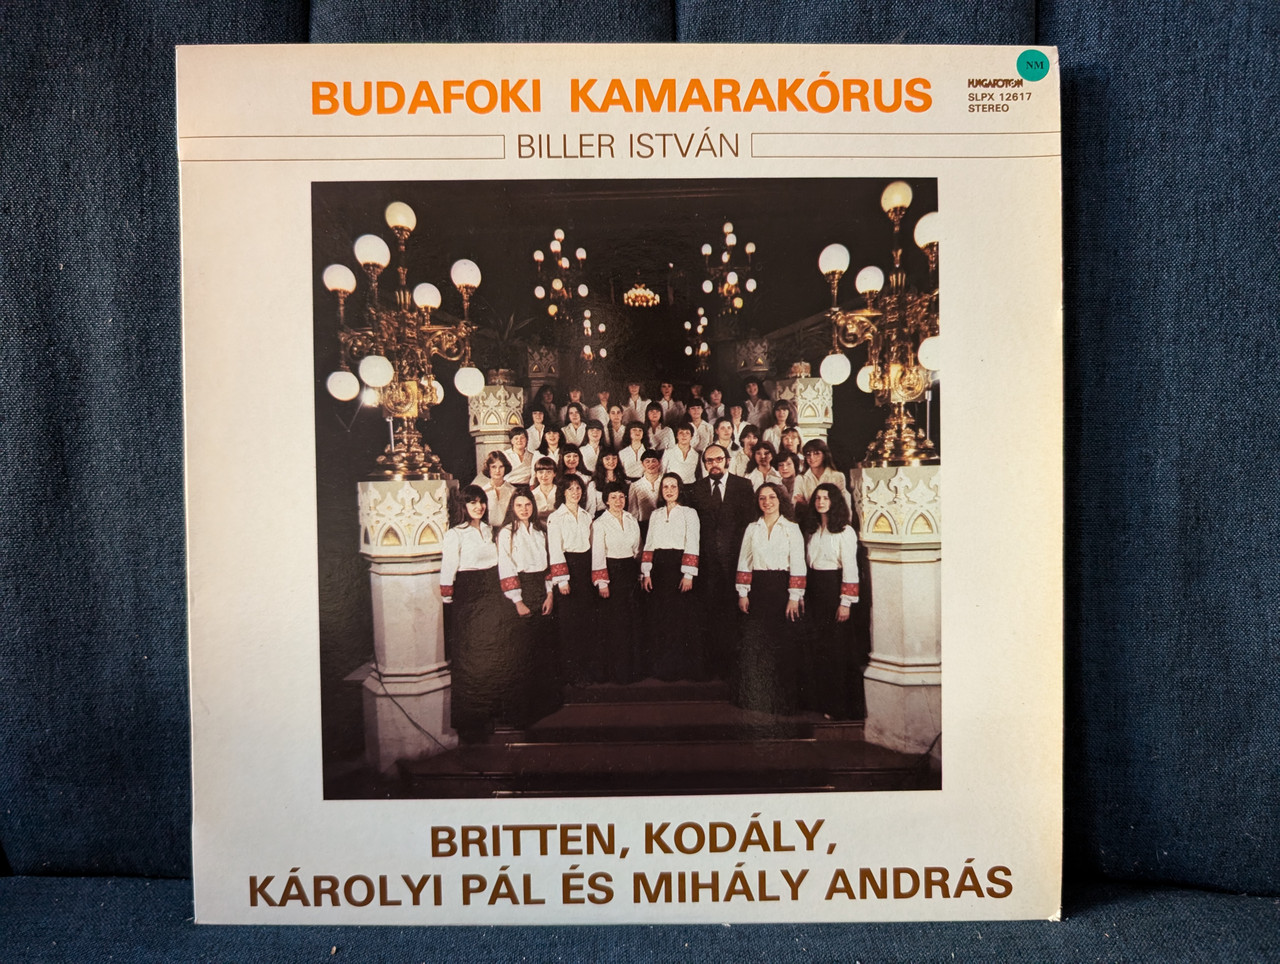 BUDAFOKI KAMARAKÓRUS
NM
HUNGAROTON
SLPX 12617
STEREO
BILLER ISTVÁN
BRITTEN, KODÁLY,
KÁROLYI PÁL ÉS MIHÁLY ANDRÁS